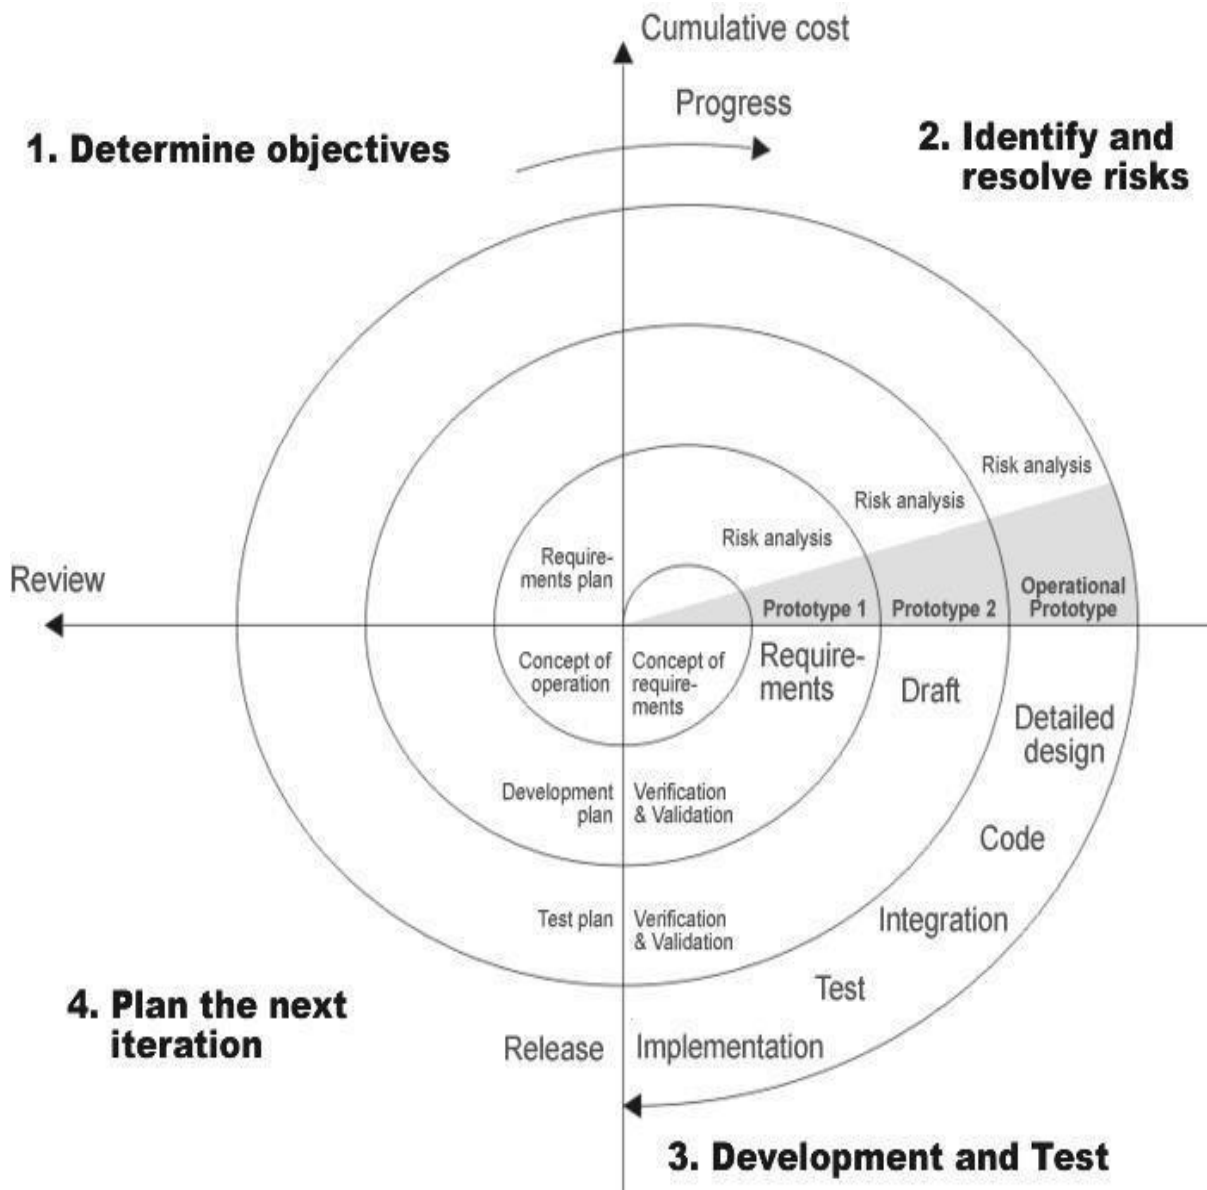 Cumulative cost
Progress
1. Determine objectives
2. Identify and
resolve risks
Risk analysis
Risk analysis
Risk analysis
Require-
ments plan
Review
Operational
Prototype
Prototype 1
Prototype 2
Concept of
operation
Concept of
require-
ments
Require-
ments
Draft
Detailed
design
Development
plan
Verification
& Validation
Code
Test plan
Verification
& Validation
Integration
Test
4. Plan the next
iteration
Release
Implementation
3. Development and Test